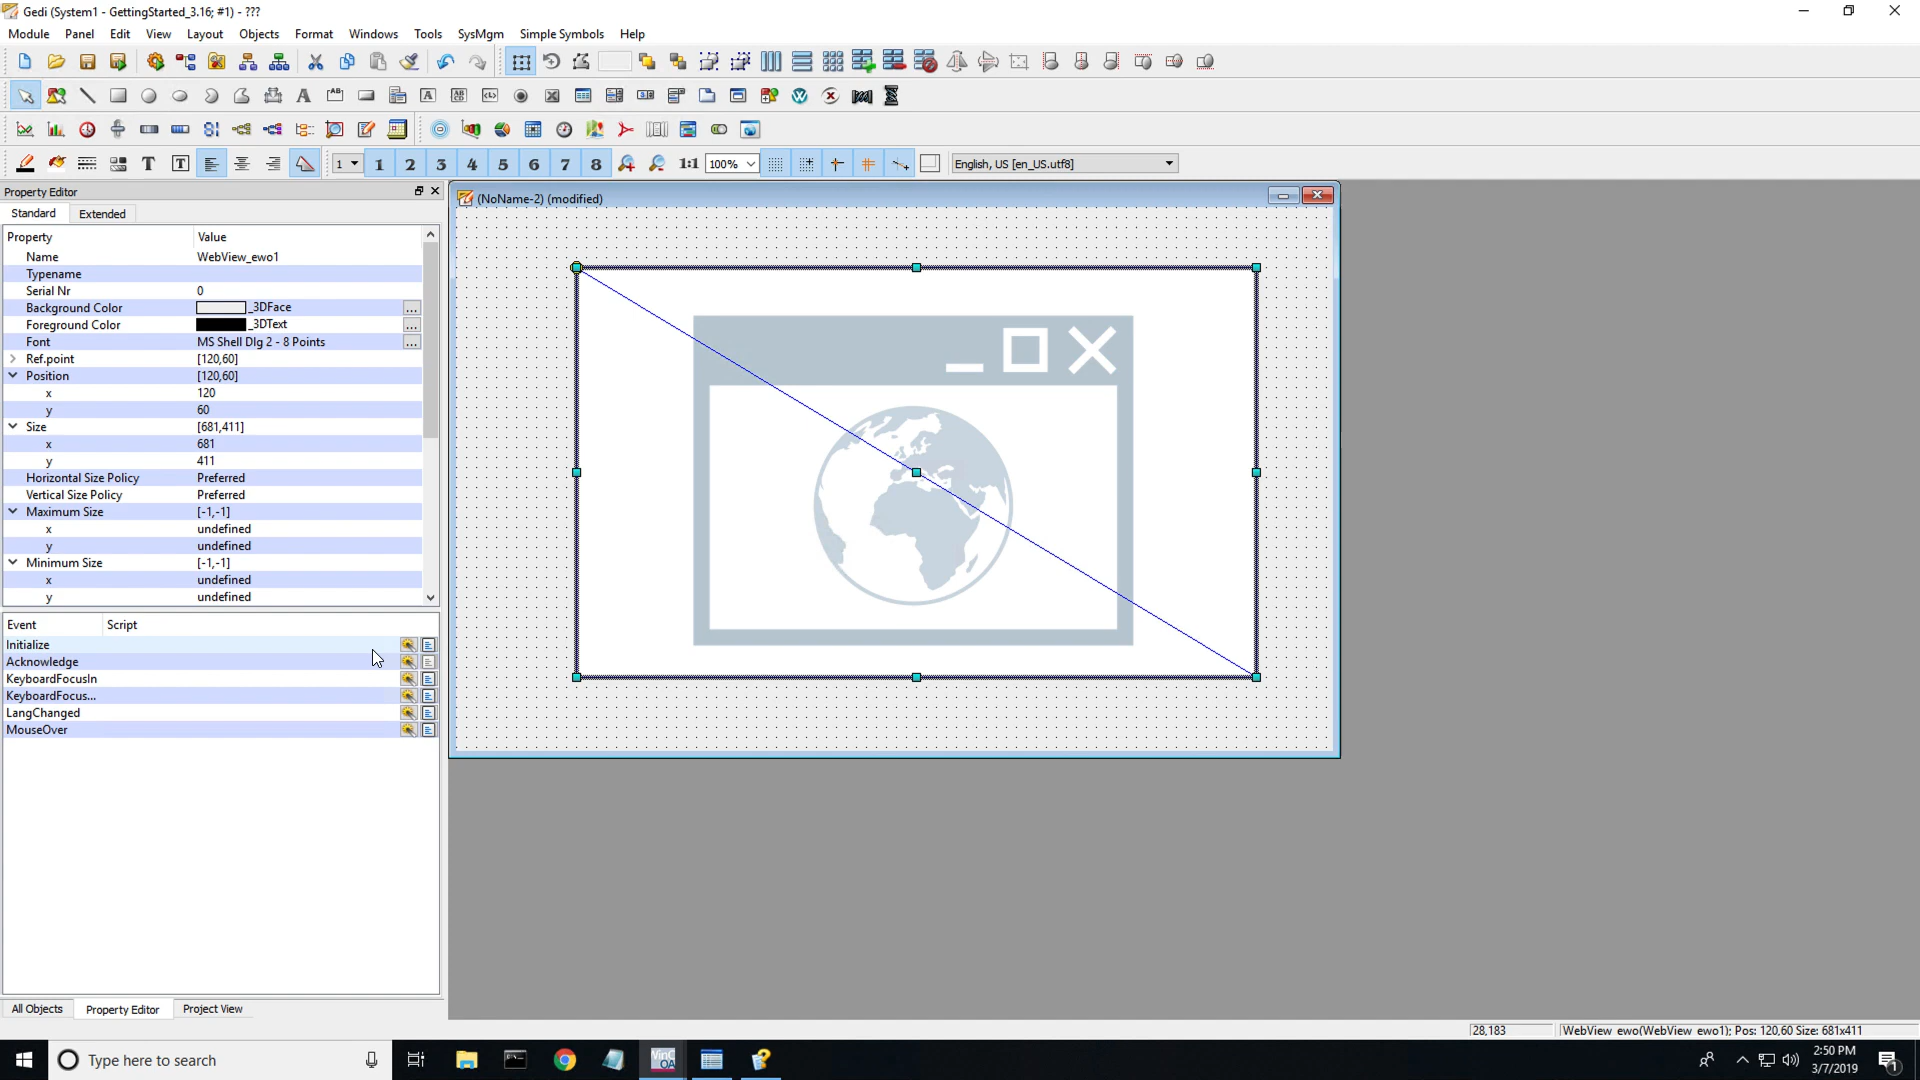 Gedi (System1 - GettingStarted_3.16; #1) - ???
Module Panel Edit View Layout Objects Format Windows Tools SysMgm Simple Symbols Help
1 1 2 3 4 5 6 7 8 1:1 100% English, US [en_US.utf8]
Property Editor
Standard Extended
Property Value
Name WebView_ewo1
Typename
Serial Nr 0
Background Color _3DFace ...
Foreground Color _3DText ...
Font MS Shell Dlg 2 - 8 Points ...
Ref.point [120,60]
Position [120,60]
x 120
y 60
Size [681,411]
x 681
y 411
Horizontal Size Policy Preferred
Vertical Size Policy Preferred
Maximum Size [-1,-1]
x undefined
y undefined
Minimum Size [-1,-1]
x undefined
y undefined
Event Script
Initialize
Acknowledge
KeyboardFocusIn
KeyboardFocus...
LangChanged
MouseOver
All Objects Property Editor Project View
(NoName-2) (modified)
28,183 WebView_ewo(WebView_ewo1); Pos: 120,60 Size: 681x411
Type here to search
2:50 PM
3/7/2019
1